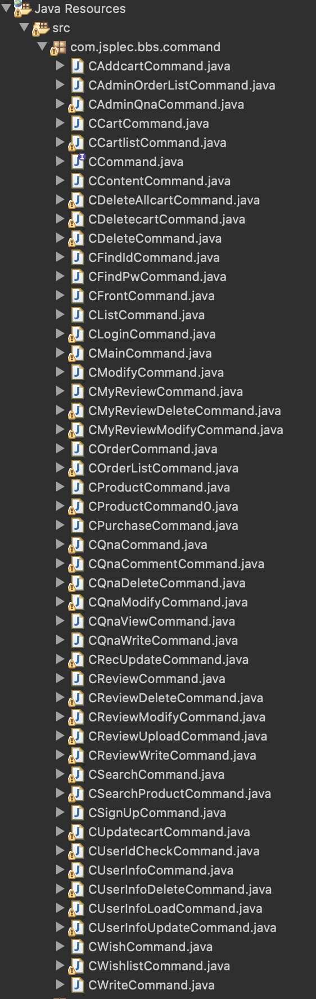 Java Resources
src
com.jsplec.bbs.command
CAddcartCommand.java
CAdminOrderListCommand.java
CAdminQnaCommand.java
CCartCommand.java
CCartlistCommand.java
CCommand.java
CContentCommand.java
CDeleteAllcartCommand.java
CDeletecartCommand.java
CDeleteCommand.java
CFindIdCommand.java
CFindPwCommand.java
CFrontCommand.java
CListCommand.java
CLoginCommand.java
CMainCommand.java
CModifyCommand.java
CMyReviewCommand.java
CMyReviewDeleteCommand.java
CMyReviewModifyCommand.java
COrderCommand.java
COrderListCommand.java
CProductCommand.java
CProductCommand0.java
CPurchaseCommand.java
CQnaCommand.java
CQnaCommentCommand.java
CQnaDeleteCommand.java
CQnaModifyCommand.java
CQnaViewCommand.java
CQnaWriteCommand.java
CRecUpdateCommand.java
CReviewCommand.java
CReviewDeleteCommand.java
CReviewModifyCommand.java
CReviewUploadCommand.java
CReviewWriteCommand.java
CSearchCommand.java
CSearchProductCommand.java
CSignUpCommand.java
CUpdatecartCommand.java
CUserIdCheckCommand.java
CUserInfoCommand.java
CUserInfoDeleteCommand.java
CUserInfoLoadCommand.java
CUserInfoUpdateCommand.java
CWishCommand.java
CWishlistCommand.java
CWriteCommand.java